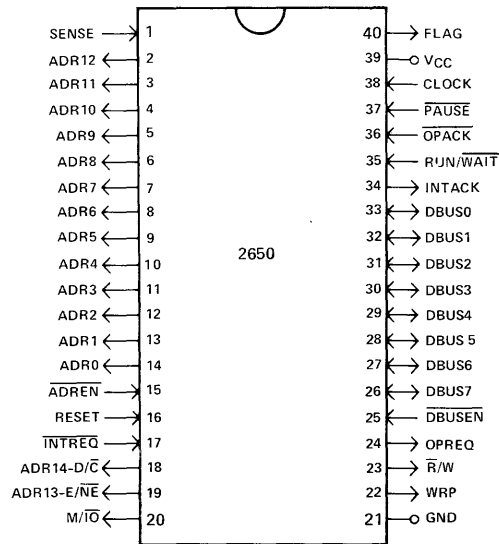 SENSE 1 40 FLAG
ADR12 2 39 VCC
ADR11 3 38 CLOCK
ADR10 4 37 PAUSE
ADR9 5 36 OPACK
ADR8 6 35 RUN/WAIT
ADR7 7 34 INTACK
ADR6 8 33 DBUS0
ADR5 9 32 DBUS1
2650
ADR4 10 31 DBUS2
ADR3 11 30 DBUS3
ADR2 12 29 DBUS4
ADR1 13 28 DBUS 5
ADR0 14 27 DBUS6
ADREN 15 26 DBUS7
RESET 16 25 DBUSEN
INTREQ 17 24 OPREQ
ADR14-D/C 18 23 R/W
ADR13-E/NE 19 22 WRP
M/IO 20 21 GND